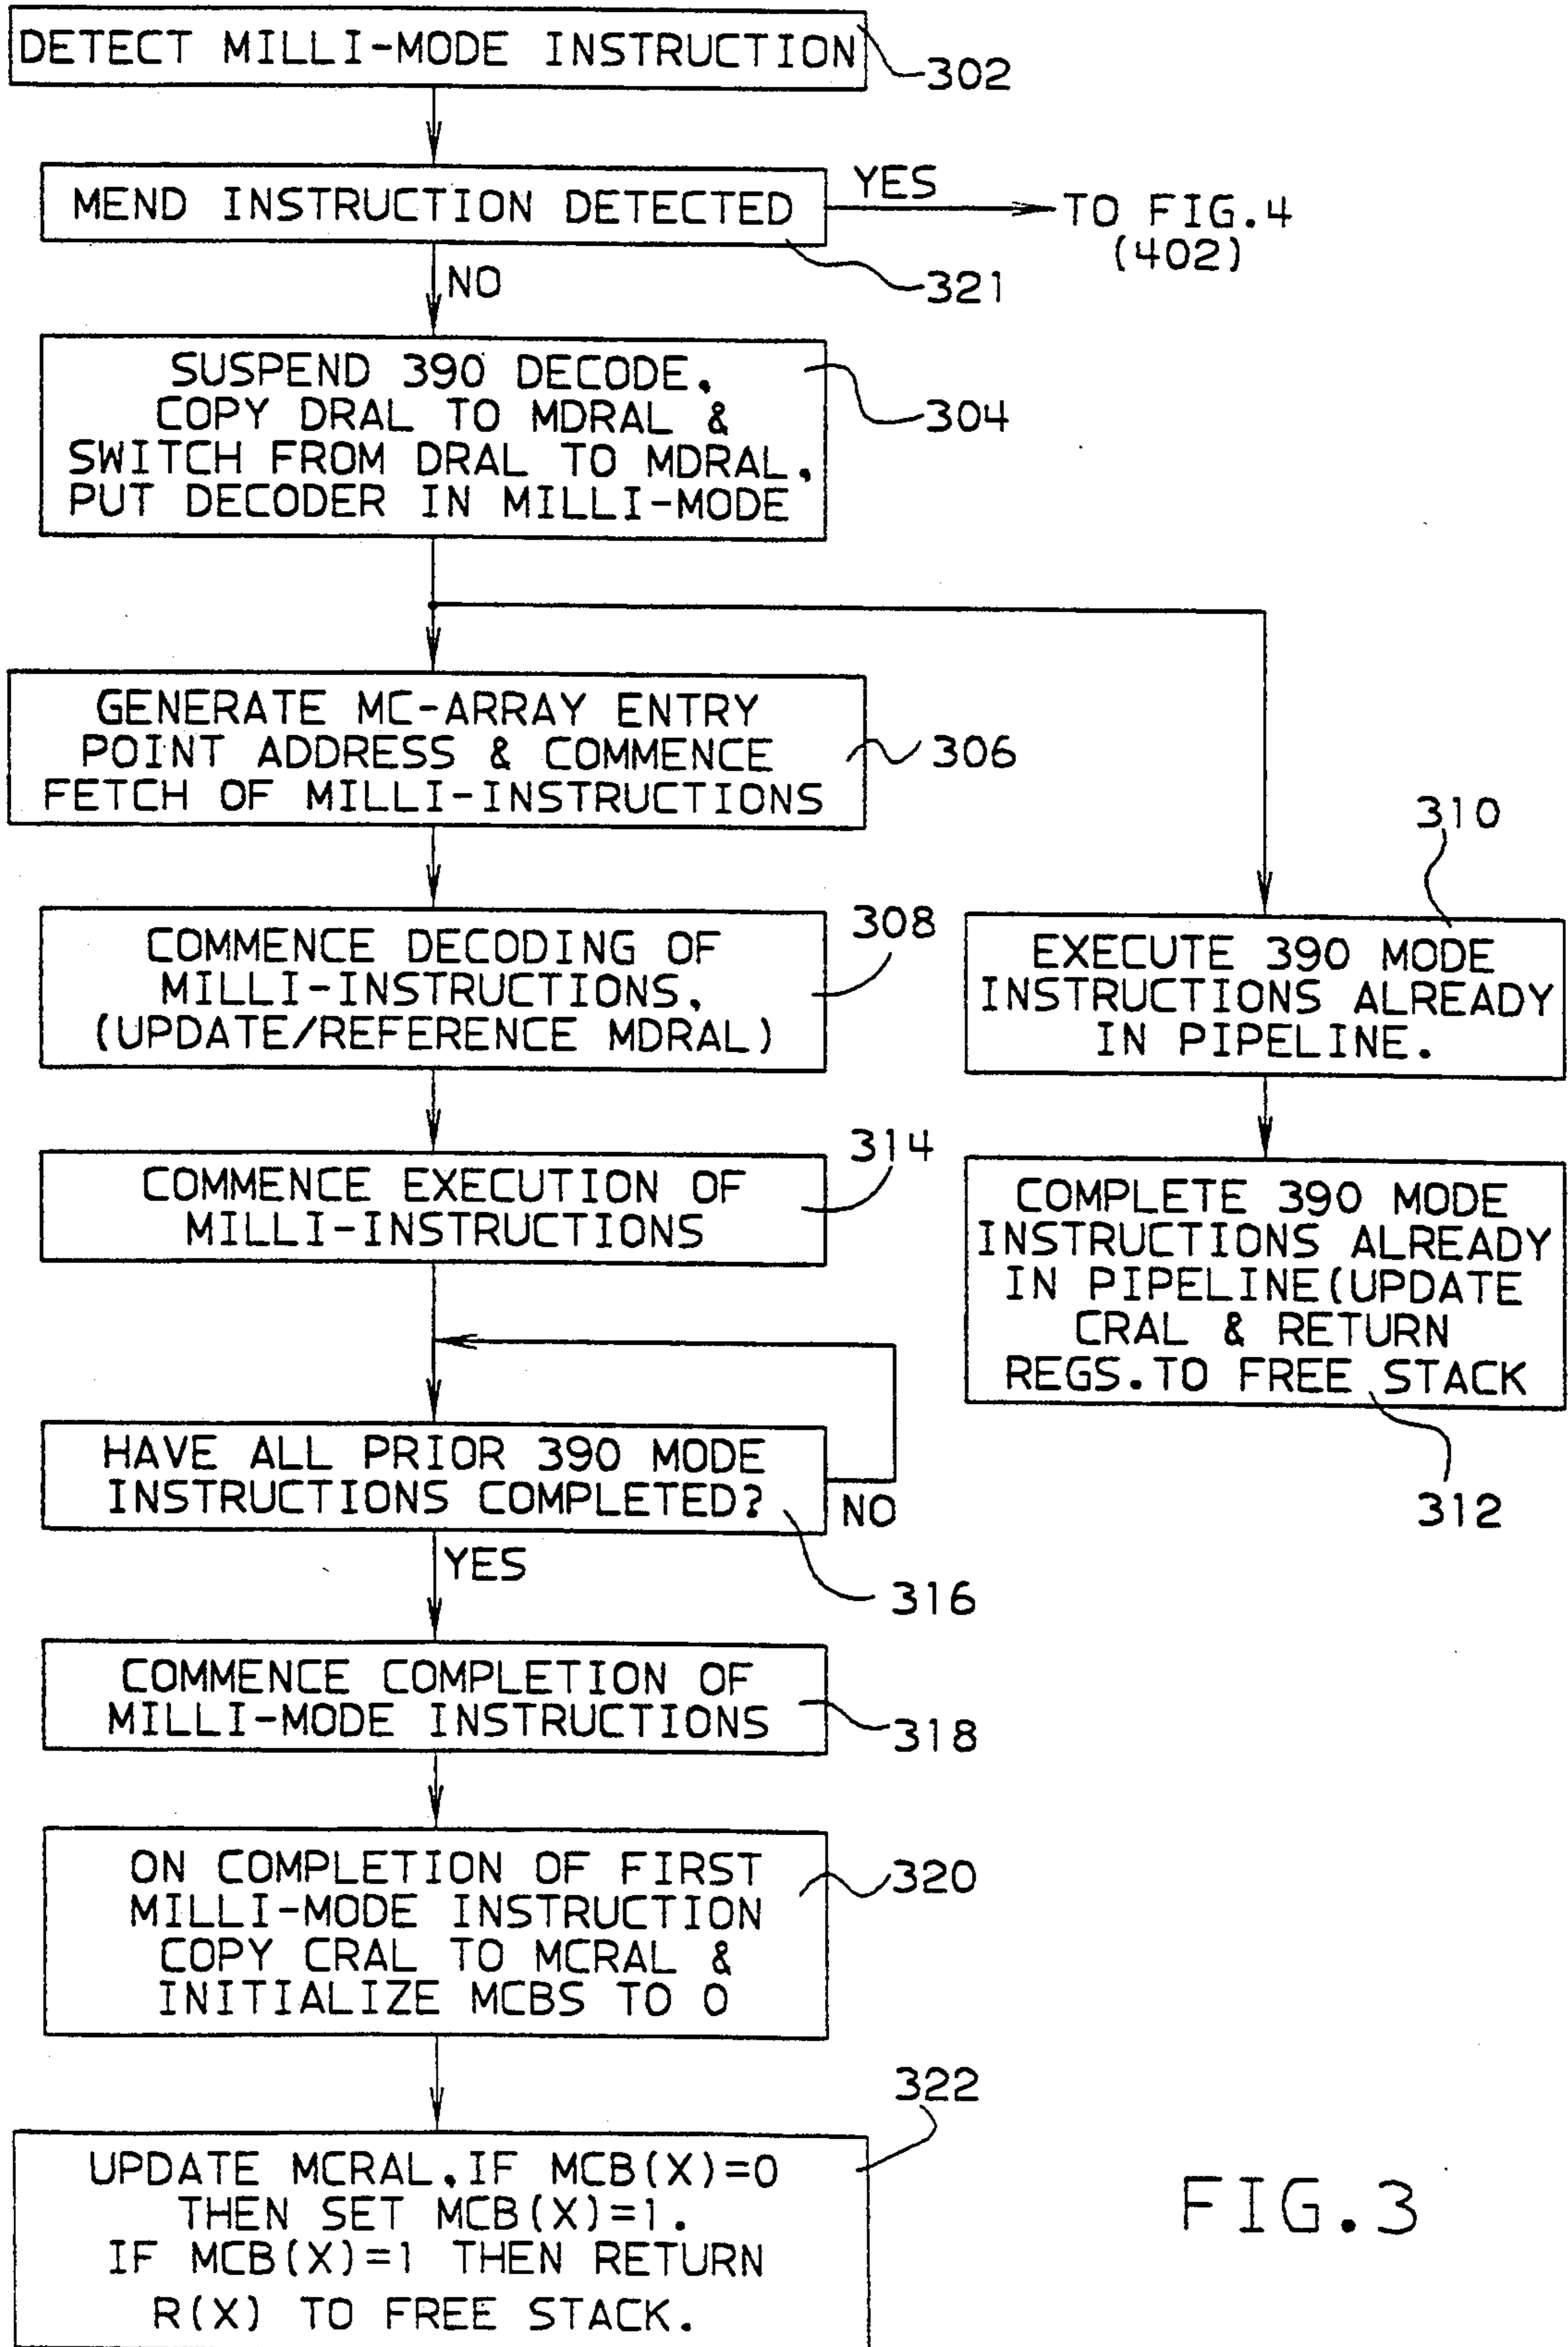 DETECT MILLI-MODE INSTRUCTION
302
MEND INSTRUCTION DETECTED
YES
TO FIG.4
(402)
321
NO
SUSPEND 390 DECODE.
COPY DRAL TO MDRAL &
SWITCH FROM DRAL TO MDRAL.
PUT DECODER IN MILLI-MODE
304
GENERATE MC-ARRAY ENTRY
POINT ADDRESS & COMMENCE
FETCH OF MILLI-INSTRUCTIONS
306
COMMENCE DECODING OF
MILLI-INSTRUCTIONS,
(UPDATE/REFERENCE MDRAL)
308
310
EXECUTE 390 MODE
INSTRUCTIONS ALREADY
IN PIPELINE.
COMMENCE EXECUTION OF
MILLI-INSTRUCTIONS
314
COMPLETE 390 MODE
INSTRUCTIONS ALREADY
IN PIPELINE(UPDATE
CRAL & RETURN
REGS.TO FREE STACK
312
HAVE ALL PRIOR 390 MODE
INSTRUCTIONS COMPLETED?
NO
316
YES
COMMENCE COMPLETION OF
MILLI-MODE INSTRUCTIONS
318
ON COMPLETION OF FIRST
MILLI-MODE INSTRUCTION
COPY CRAL TO MCRAL &
INITIALIZE MCBS TO 0
320
322
UPDATE MCRAL.IF MCB(X)=0
THEN SET MCB(X)=1.
IF MCB(X)=1 THEN RETURN
R(X) TO FREE STACK.
FIG.3